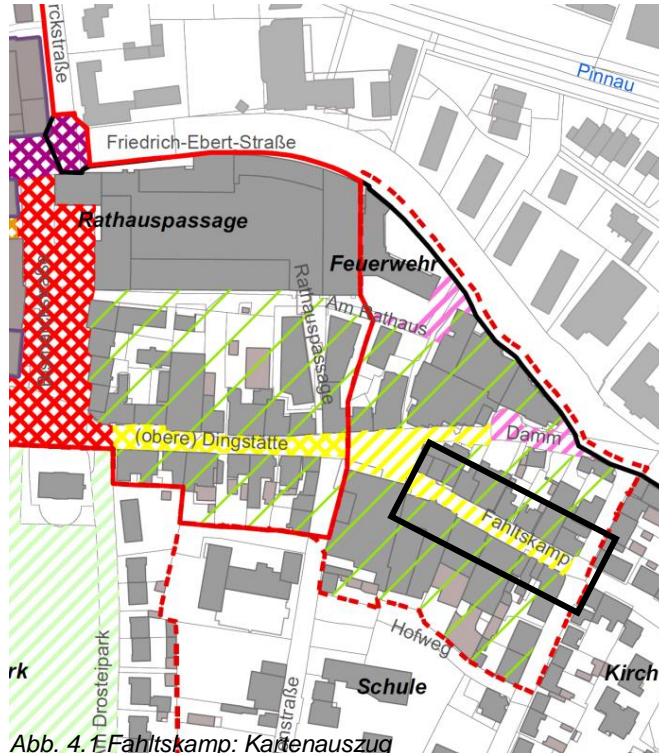 rckstraße
Pinnau
Friedrich-Ebert-Straße
Rathauspassage
Feuerwehr
Rathauspassage
Am Rathaus
(obere) Dingstätte
Damm
Fahltskamp
Hofweg
rk
Schule
Kirch
m Drosteipark
nstraße
Abb. 4.1 Fahltskamp: Kartenauszug